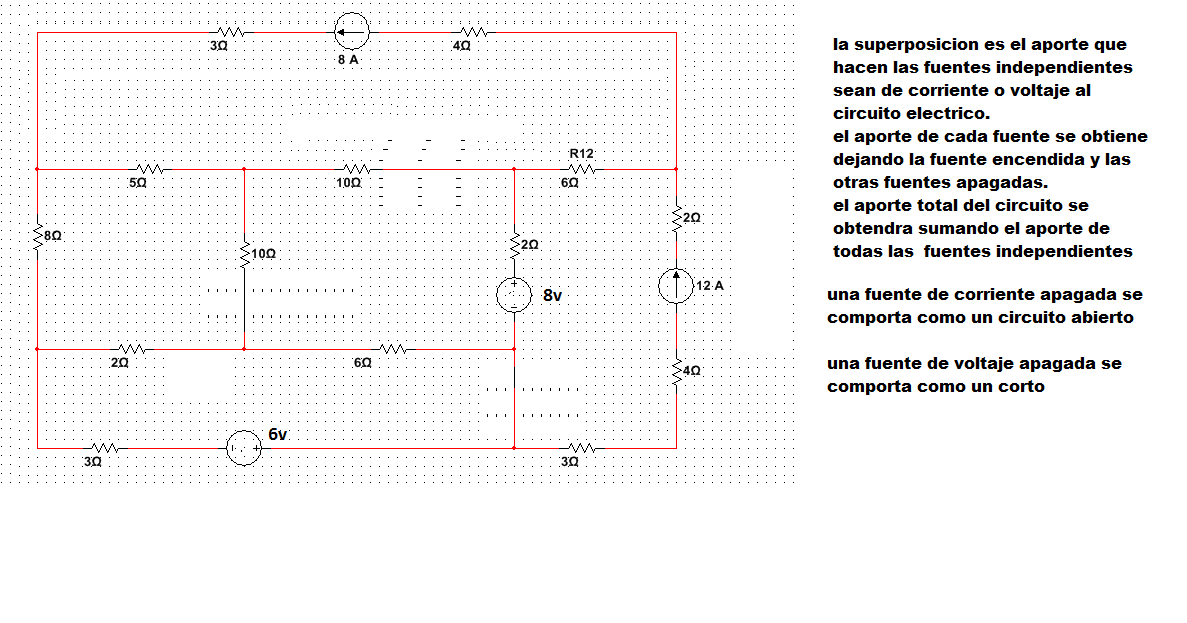 3Ω
8 A
4Ω
la superposicion es el aporte que
hacen las fuentes independientes
sean de corriente o voltaje al
circuito electrico.
el aporte de cada fuente se obtiene
dejando la fuente encendida y las
otras fuentes apagadas.
el aporte total del circuito se
obtendra sumando el aporte de
todas las fuentes independientes
una fuente de corriente apagada se
comporta como un circuito abierto
una fuente de voltaje apagada se
comporta como un corto
R12
5Ω
10Ω
6Ω
2Ω
8Ω
10Ω
2Ω
8v
12 A
2Ω
6Ω
4Ω
6v
3Ω
3Ω